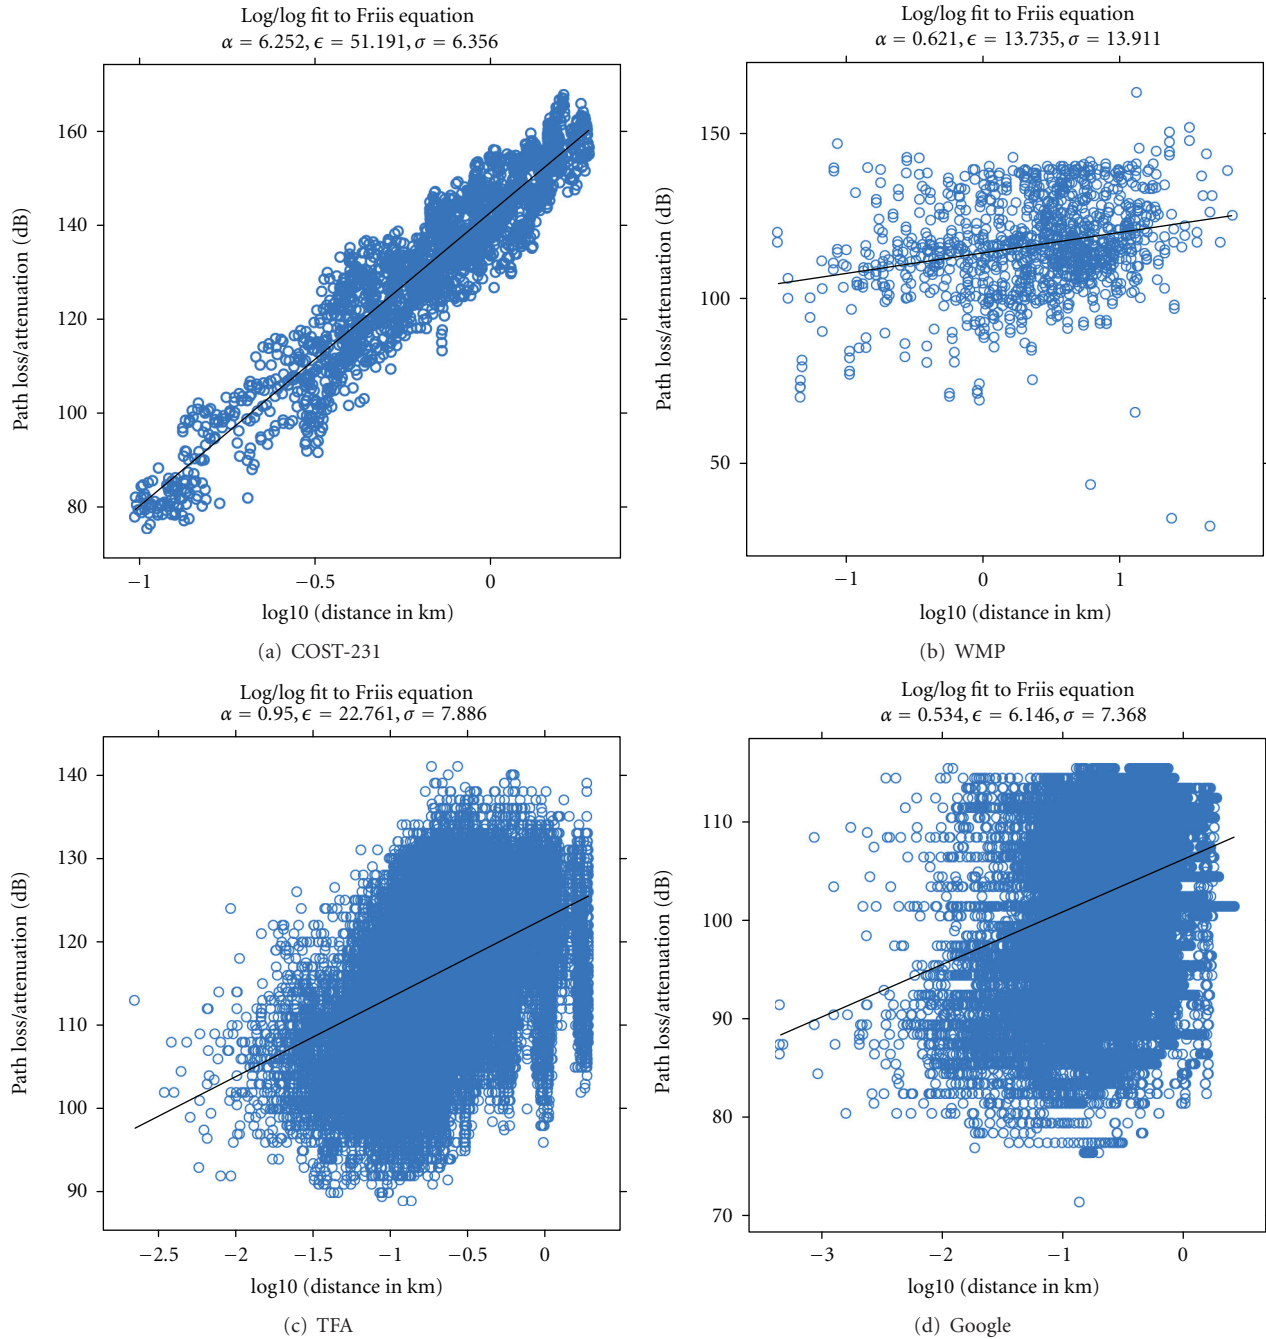 Log/log fit to Friis equation
α = 6.252, ϵ = 51.191, σ = 6.356
160
140
120
100
80
Path loss/attenuation (dB)
−1
−0.5
0
log10 (distance in km)
(a) COST-231
Log/log fit to Friis equation
α = 0.621, ϵ = 13.735, σ = 13.911
150
100
50
Path loss/attenuation (dB)
−1
0
1
log10 (distance in km)
(b) WMP
Log/log fit to Friis equation
α = 0.95, ϵ = 22.761, σ = 7.886
140
130
120
110
100
90
Path loss/attenuation (dB)
−2.5
−2
−1.5
−1
−0.5
0
log10 (distance in km)
(c) TFA
Log/log fit to Friis equation
α = 0.534, ϵ = 6.146, σ = 7.368
110
100
90
80
70
Path loss/attenuation (dB)
−3
−2
−1
0
log10 (distance in km)
(d) Google